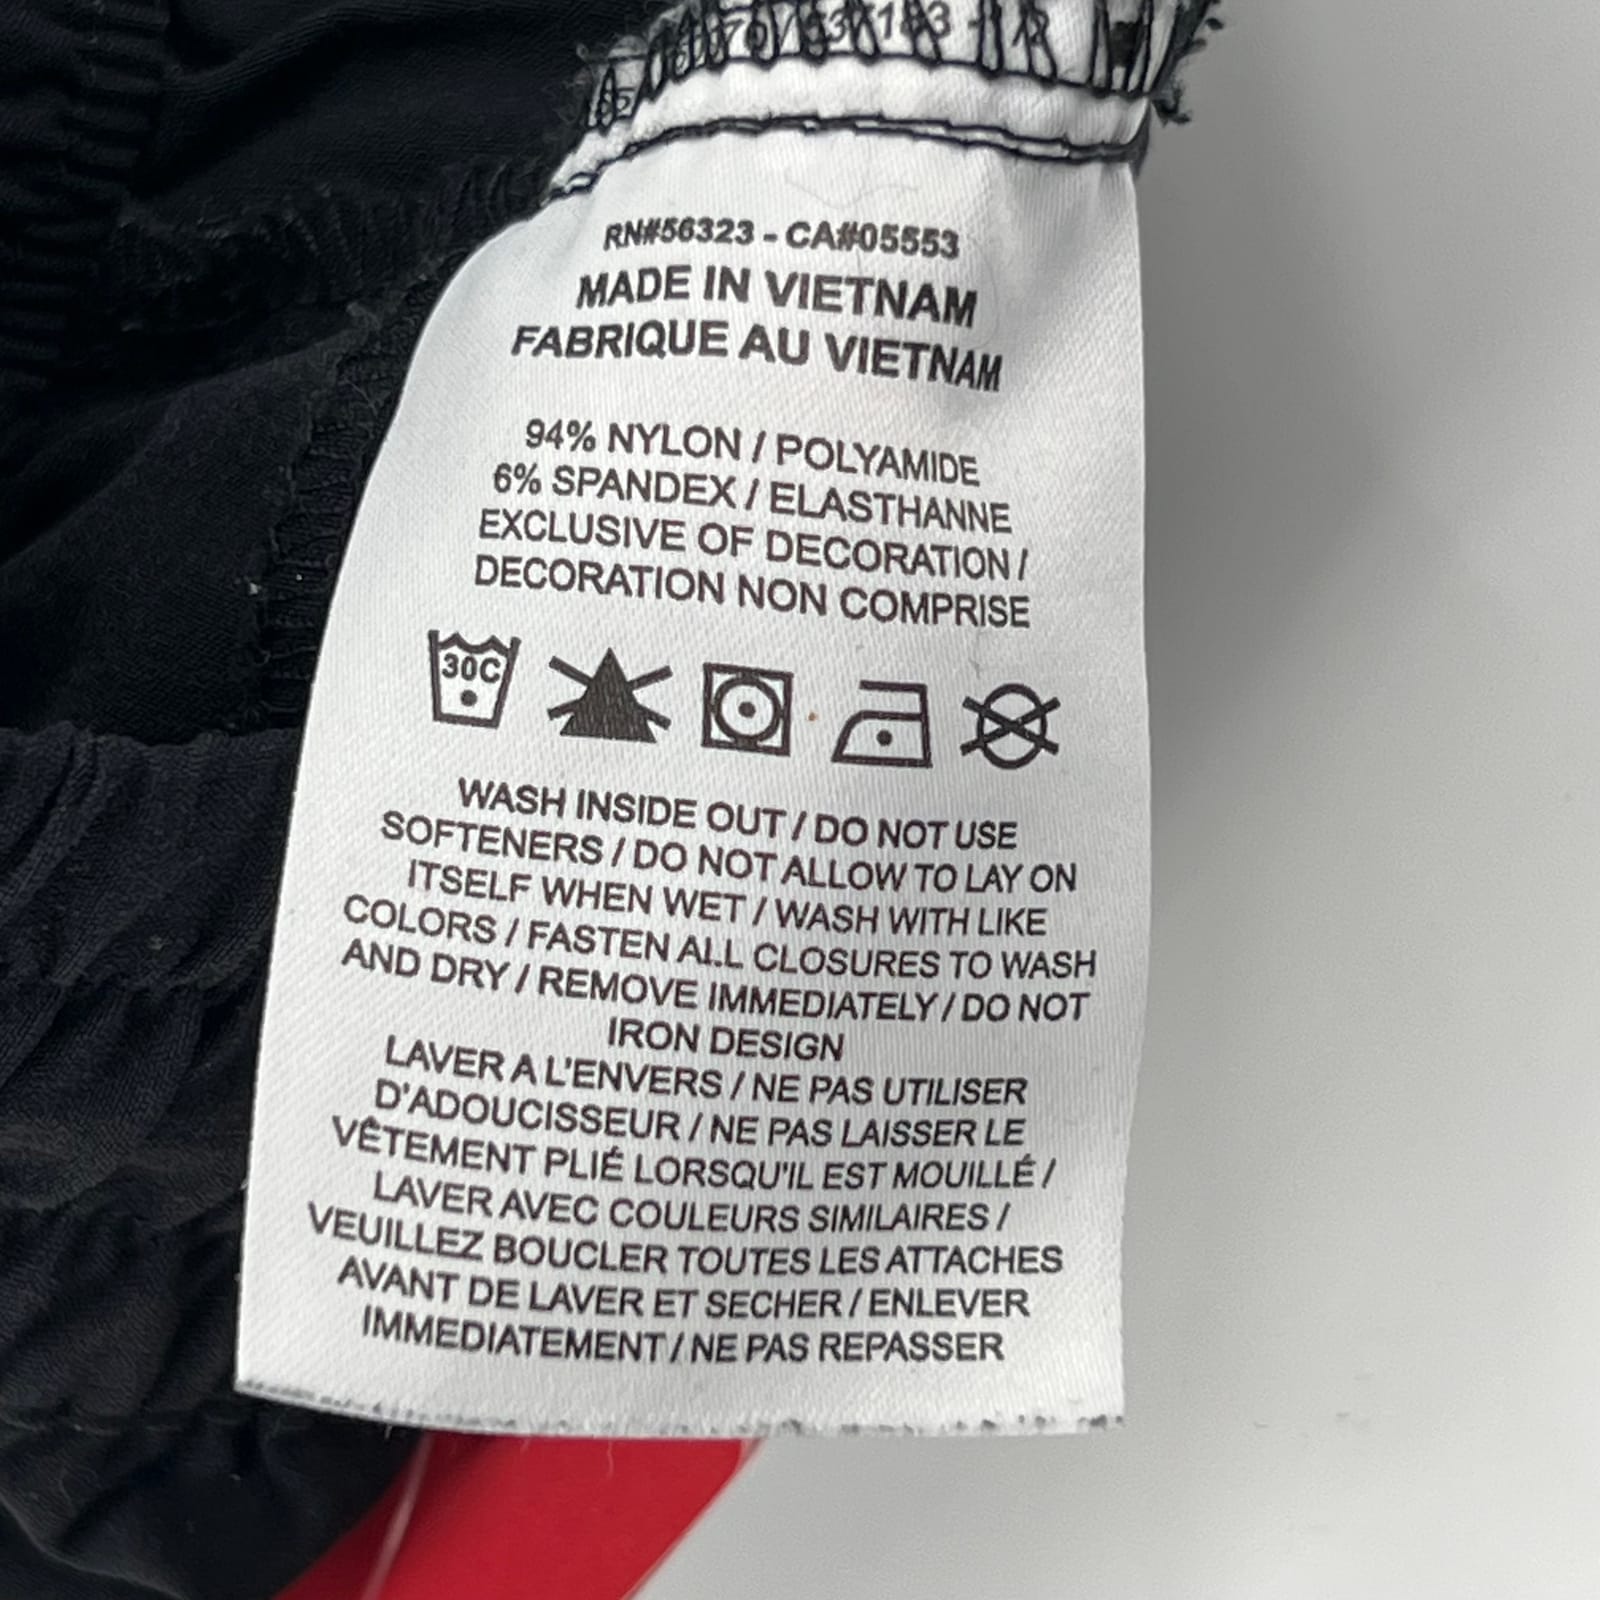 RN#56323 - CA#05553
MADE IN VIETNAM
FABRIQUE AU VIETNAM
94% NYLON / POLYAMIDE
6% SPANDEX / ELASTHANNE
EXCLUSIVE OF DECORATION /
DECORATION NON COMPRISE
30C
WASH INSIDE OUT / DO NOT USE
SOFTENERS / DO NOT ALLOW TO LAY ON
ITSELF WHEN WET / WASH WITH LIKE
COLORS / FASTEN ALL CLOSURES TO WASH
AND DRY / REMOVE IMMEDIATELY / DO NOT
IRON DESIGN
LAVER A L'ENVERS / NE PAS UTILISER
D'ADOUCISSEUR / NE PAS LAISSER LE
VÊTEMENT PLIÉ LORSQU'IL EST MOUILLÉ /
LAVER AVEC COULEURS SIMILAIRES /
VEUILLEZ BOUCLER TOUTES LES ATTACHES
AVANT DE LAVER ET SECHER / ENLEVER
IMMEDIATEMENT / NE PAS REPASSER